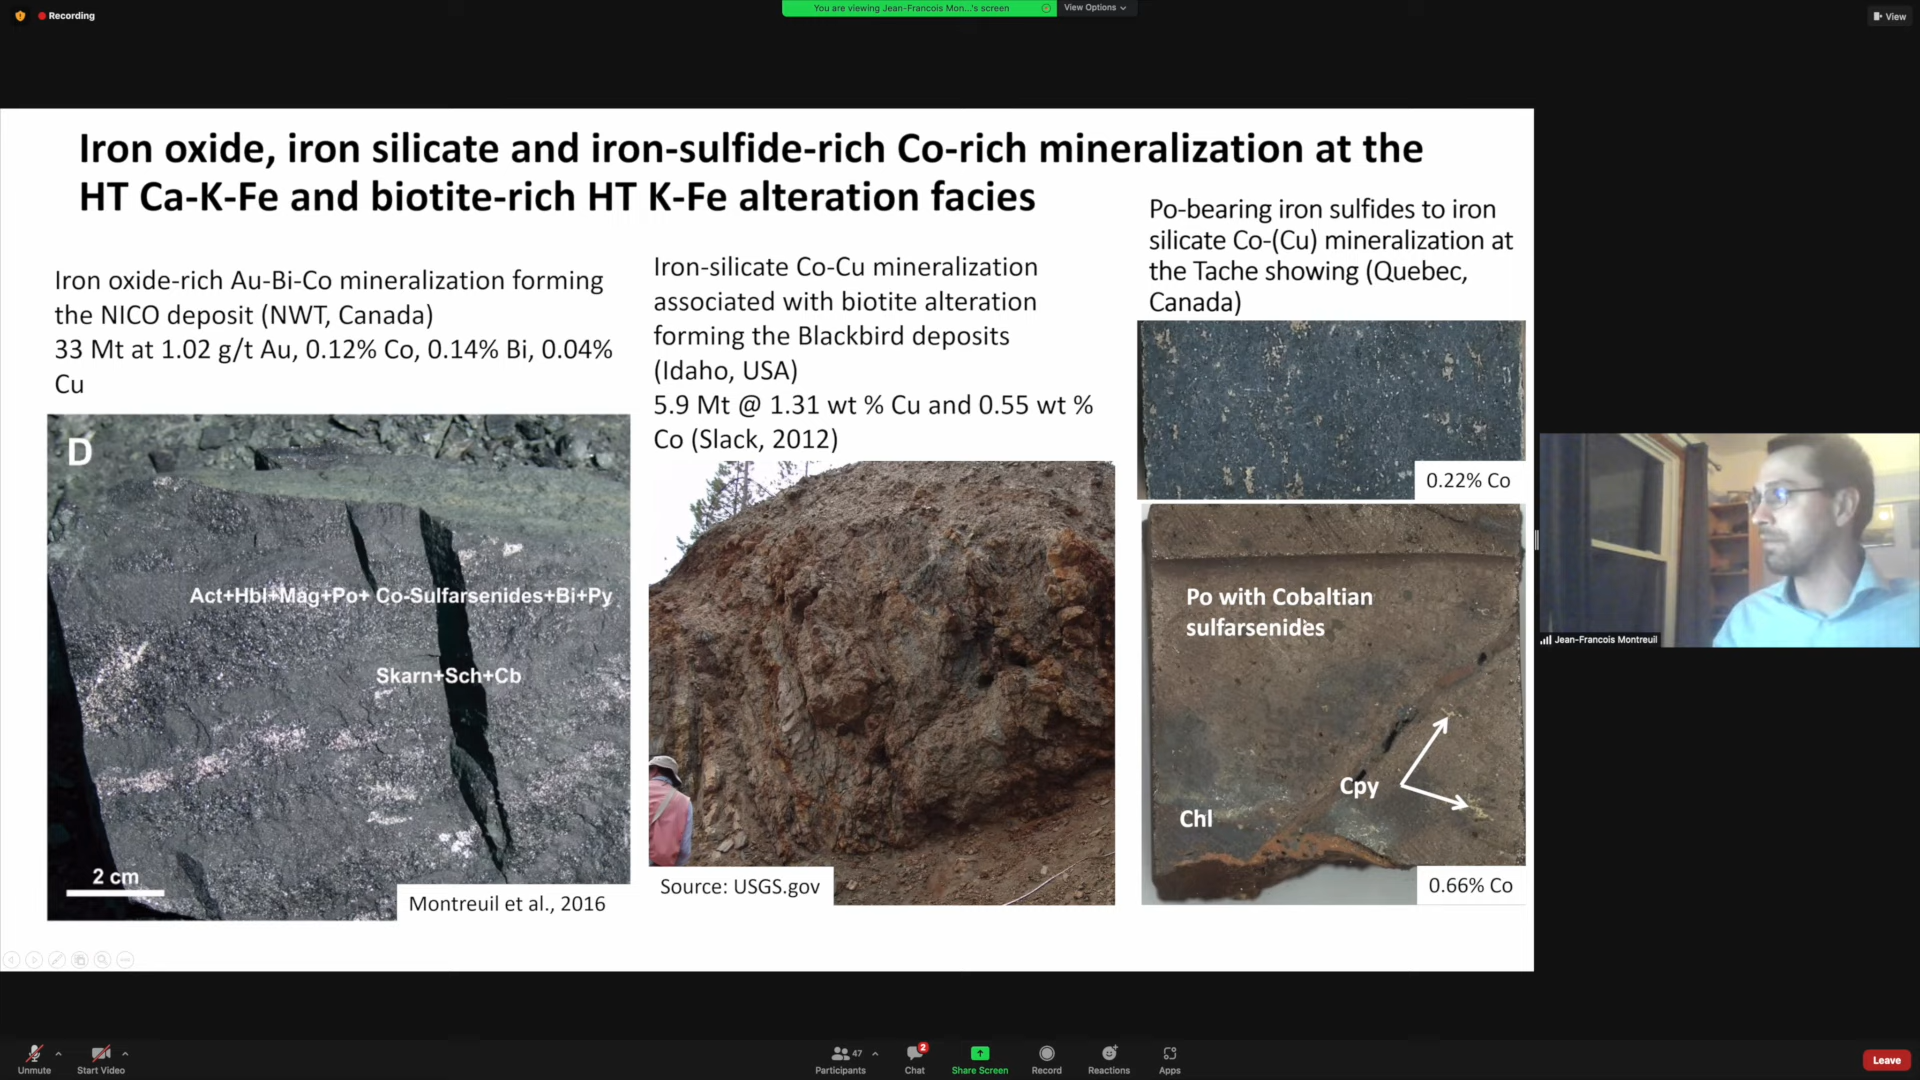 Recording
You are viewing Jean-Francois Mon...'s screen
View Options
View
Iron oxide, iron silicate and iron-sulfide-rich Co-rich mineralization at the
HT Ca-K-Fe and biotite-rich HT K-Fe alteration facies
Iron oxide-rich Au-Bi-Co mineralization forming
the NICO deposit (NWT, Canada)
33 Mt at 1.02 g/t Au, 0.12% Co, 0.14% Bi, 0.04%
Cu
D
Act+Hbl+Mag+Po+ Co-Sulfarsenides+Bi+Py
Skarn+Sch+Cb
2 cm
Montreuil et al., 2016
Iron-silicate Co-Cu mineralization
associated with biotite alteration
forming the Blackbird deposits
(Idaho, USA)
5.9 Mt @ 1.31 wt % Cu and 0.55 wt %
Co (Slack, 2012)
Source: USGS.gov
Po-bearing iron sulfides to iron
silicate Co-(Cu) mineralization at
the Tache showing (Quebec,
Canada)
0.22% Co
Po with Cobaltian
sulfarsenides
Cpy
Chl
0.66% Co
Jean-Francois Montreuil
Unmute
Start Video
47
Participants
2
Chat
Share Screen
Record
Reactions
Apps
Leave